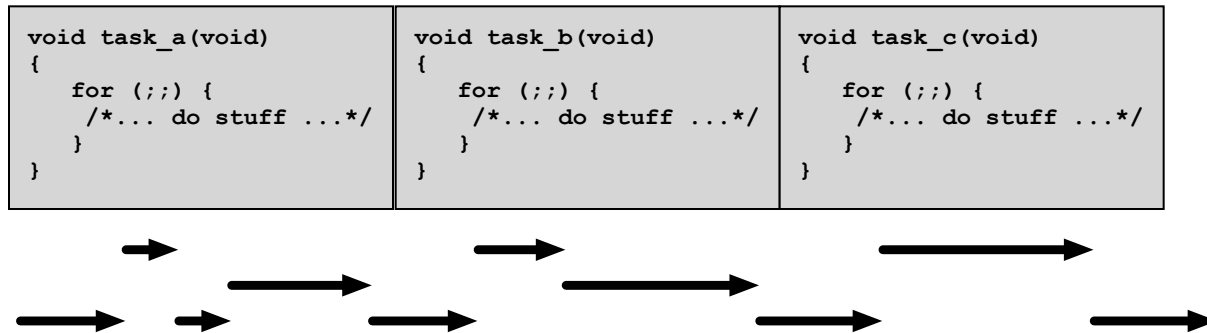 void task_a(void)
{
for (;;) {
/*... do stuff ...*/
}
}
void task_b(void)
{
for (;;) {
/*... do stuff ...*/
}
}
void task_c(void)
{
for (;;) {
/*... do stuff ...*/
}
}